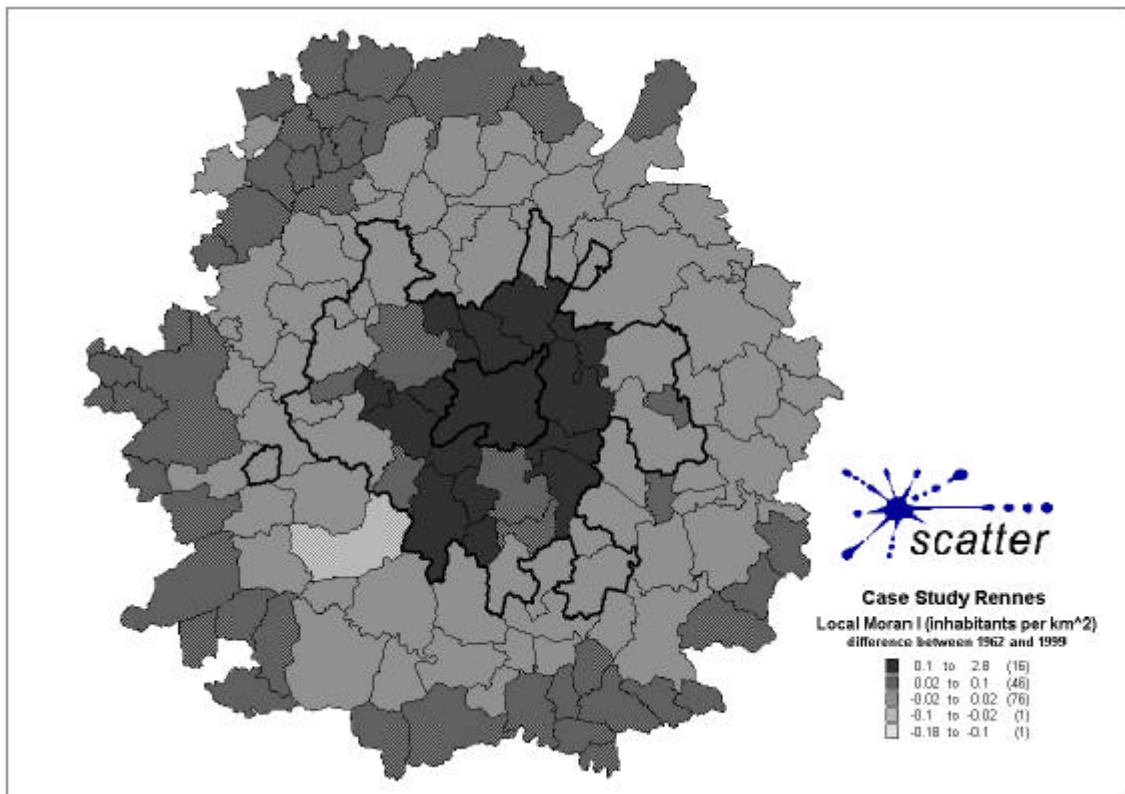 scatter
Case Study Rennes
Local Moran I (inhabitants per km^2)
difference between 1962 and 1999
0.1 to 2.8 (16)
0.02 to 0.1 (46)
-0.02 to 0.02 (76)
-0.1 to -0.02 (1)
-0.18 to -0.1 (1)